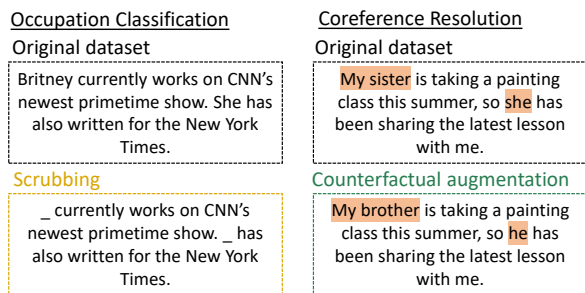 Occupation Classification
Original dataset
Britney currently works on CNN's
newest primetime show. She has
also written for the New York
Times.
Scrubbing
_ currently works on CNN's
newest primetime show. _ has
also written for the New York
Times.
Coreference Resolution
Original dataset
My sister is taking a painting
class this summer, so she has
been sharing the latest lesson
with me.
Counterfactual augmentation
My brother is taking a painting
class this summer, so he has
been sharing the latest lesson
with me.